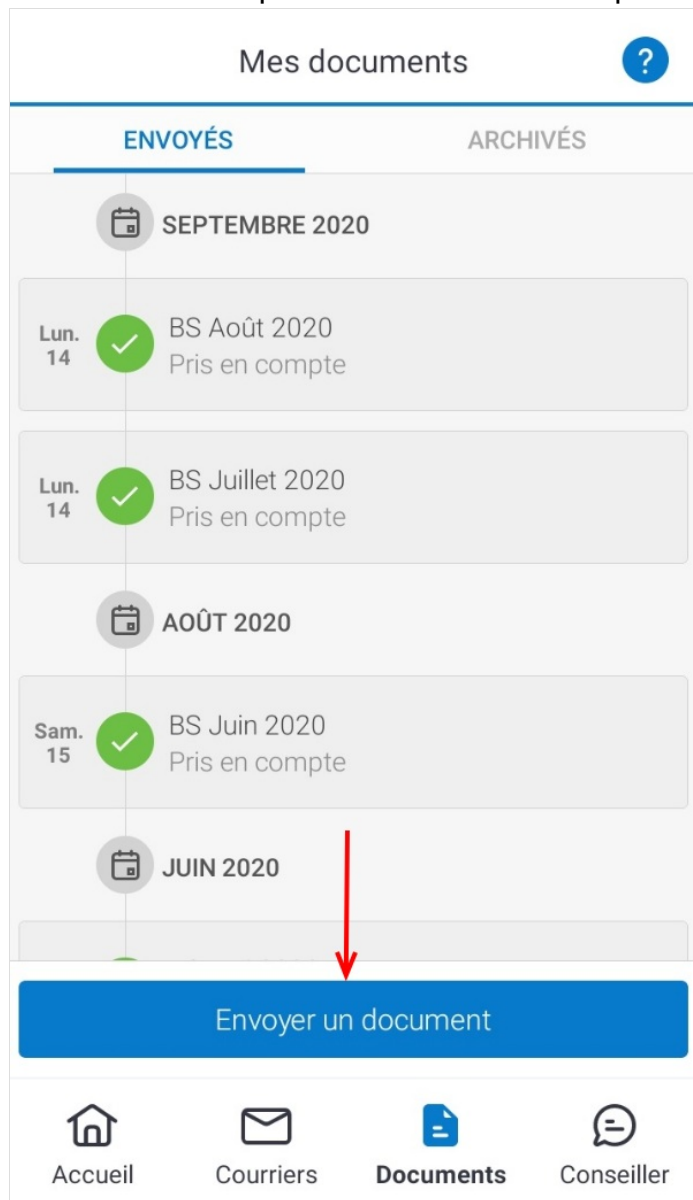 Mes documents
?
ENVOYÉS
ARCHIVÉS
SEPTEMBRE 2020
Lun.
14
BS Août 2020
Pris en compte
Lun.
14
BS Juillet 2020
Pris en compte
AOÛT 2020
Sam.
15
BS Juin 2020
Pris en compte
JUIN 2020
Envoyer un document
Accueil
Courriers
Documents
Conseiller